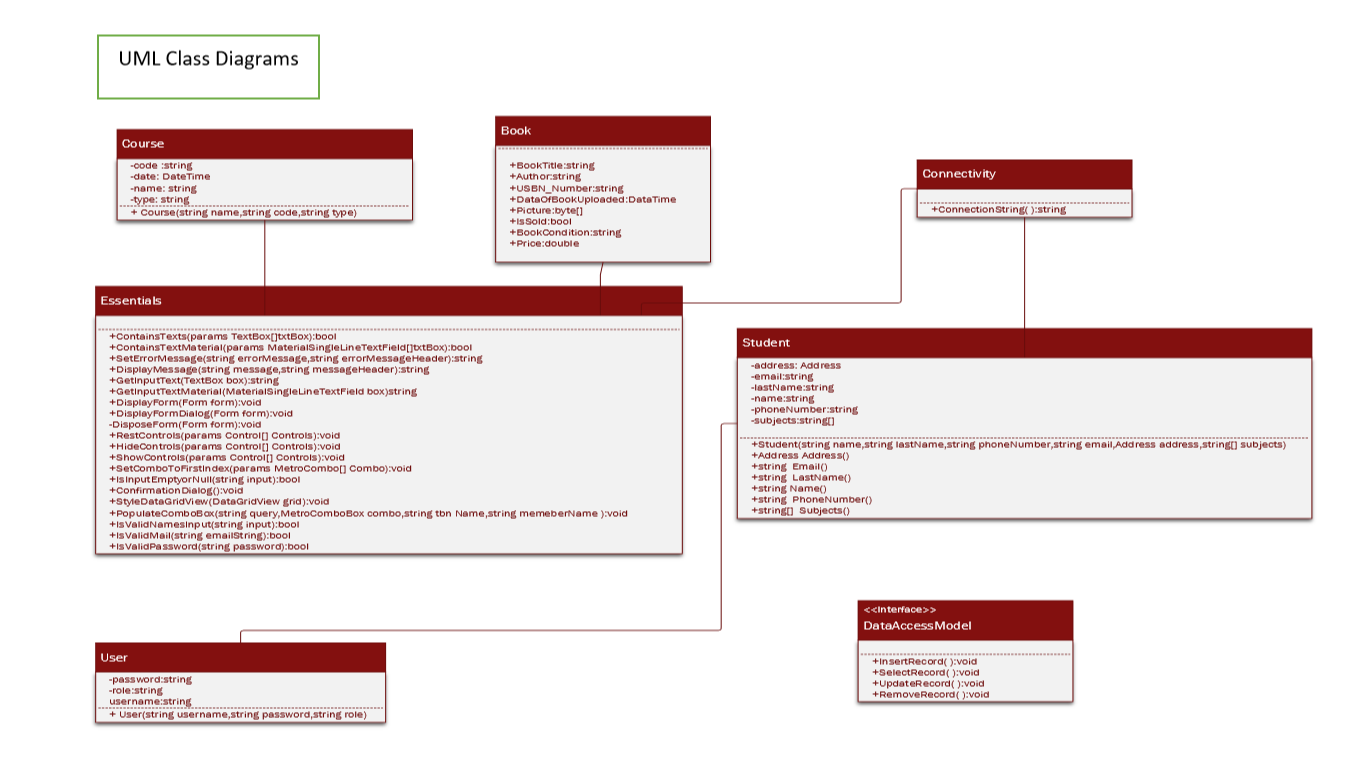 UML Class Diagrams
Course
-code :string
-date: DateTime
-name: string
-type: string
+ Course(string name,string code,string type)
Book
+BookTitle:string
+Author:string
+USBN_Number:string
+DataOfBookUploaded:DataTime
+Picture:byte[]
+IsSold:bool
+BookCondition:string
+Price:double
Connectivity
+ConnectionString( ):string
Essentials
+ContainsTexts(params TextBox[]txtBox):bool
+ContainsTextMaterial(params MaterialSingleLineTextField[]txtBox):bool
+SetErrorMessage(string errorMessage,string errorMessageHeader):string
+DisplayMessage(string message,string messageHeader):string
+GetInputText(TextBox box):string
+GetInputTextMaterial(MaterialSingleLineTextField box)string
+DisplayForm(Form form):void
+DisplayFormDialog(Form form):void
-DisposeForm(Form form):void
+RestControls(params Control[] Controls):void
+HideControls(params Control[] Controls):void
+ShowControls(params Control[] Controls):void
+SetComboToFirstIndex(params MetroCombo[] Combo):void
+IsInputEmptyorNull(string input):bool
+ConfirmationDialog():void
+StyleDataGridView(DataGridView grid):void
+PopulateComboBox(string query,MetroComboBox combo,string tbn Name,string memeberName ):void
+IsValidNamesInput(string input):bool
+IsValidMail(string emailString):bool
+IsValidPassword(string password):bool
Student
-address: Address
-email:string
-lastName:string
-name:string
-phoneNumber:string
-subjects:string[]
+Student(string name,string lastName,string phoneNumber,string email,Address address,string[] subjects)
+Address Address()
+string Email()
+string LastName()
+string Name()
+string PhoneNumber()
+string[] Subjects()
User
-password:string
-role:string
username:string
+ User(string username,string password,string role)
<<Interface>>
DataAccessModel
+InsertRecord( ):void
+SelectRecord( ):void
+UpdateRecord( ):void
+RemoveRecord( ):void